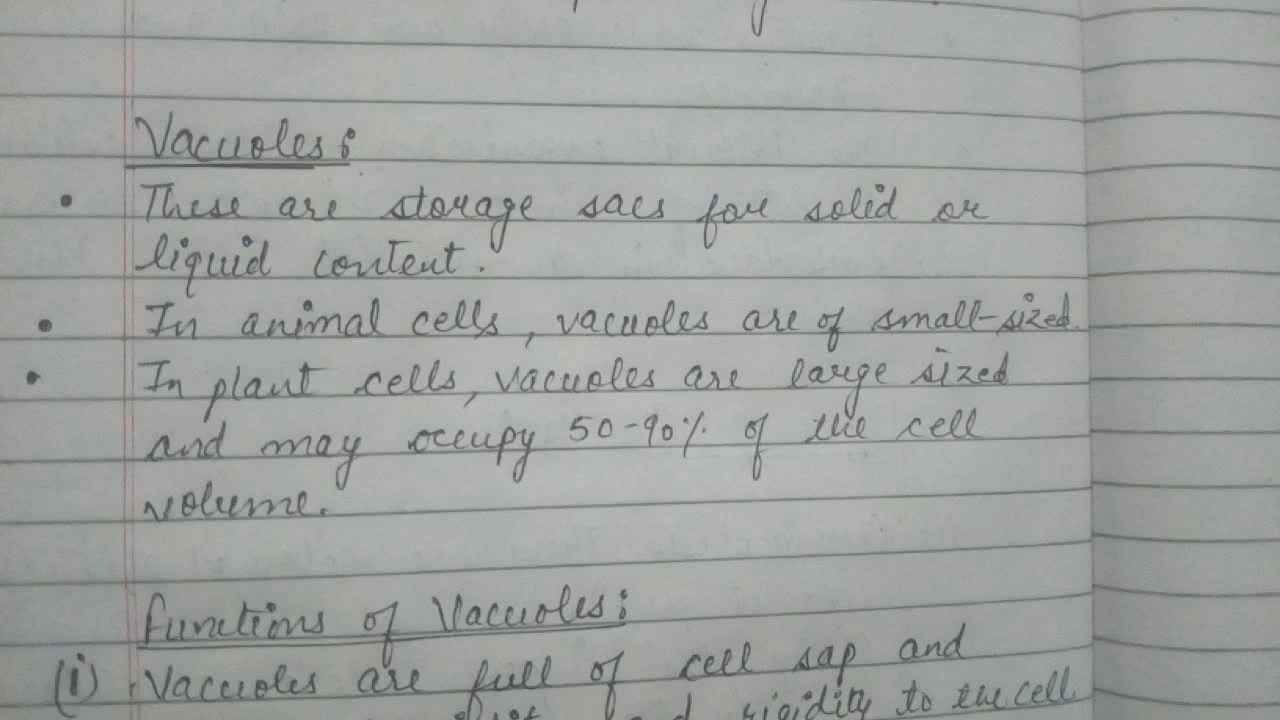 Vacuoles:
• These are storage sacs for solid or
liquid content.
• In animal cells, vacuoles are of small-sized.
• In plant cells, vacuoles are large sized
and may occupy 50-90% of the cell
volume.
Functions of Vacuoles:
(i) Vacuoles are full of cell sap and
rigidity to the cell